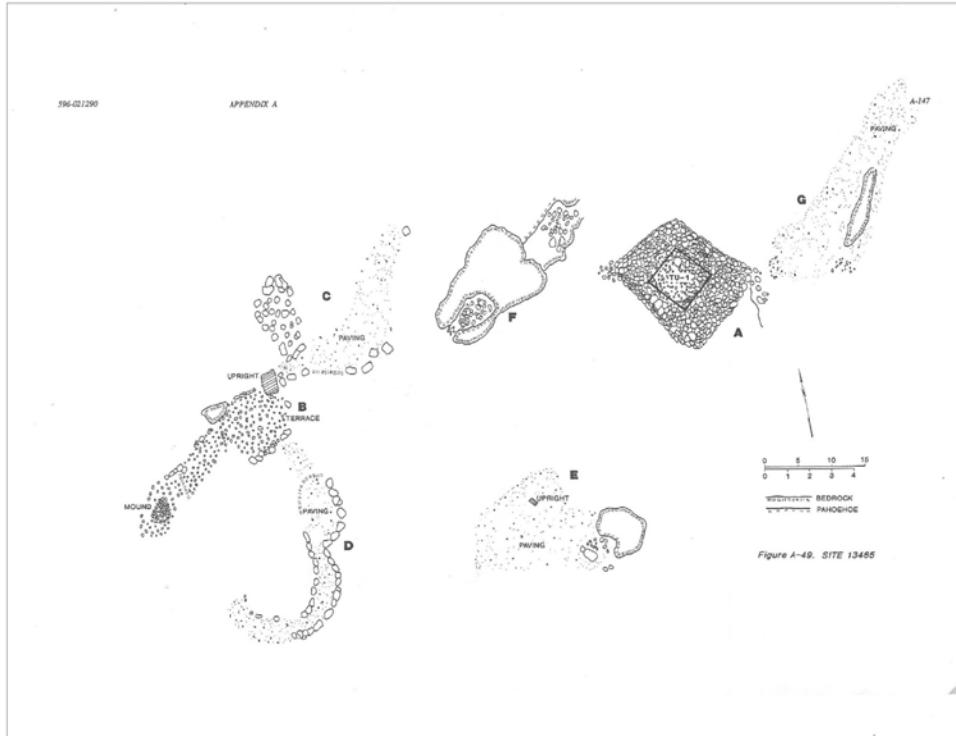 596-021290
APPENDIX A
A-147
PAVING
G
C
F
TU-1
A
PAVING
UPRIGHT
B
TERRACE
MOUND
PAVING
D
E
UPRIGHT
PAVING
0 5 10 15
0 2 4
BEDROCK
PAHOEHOE
Figure A-49. SITE 13465